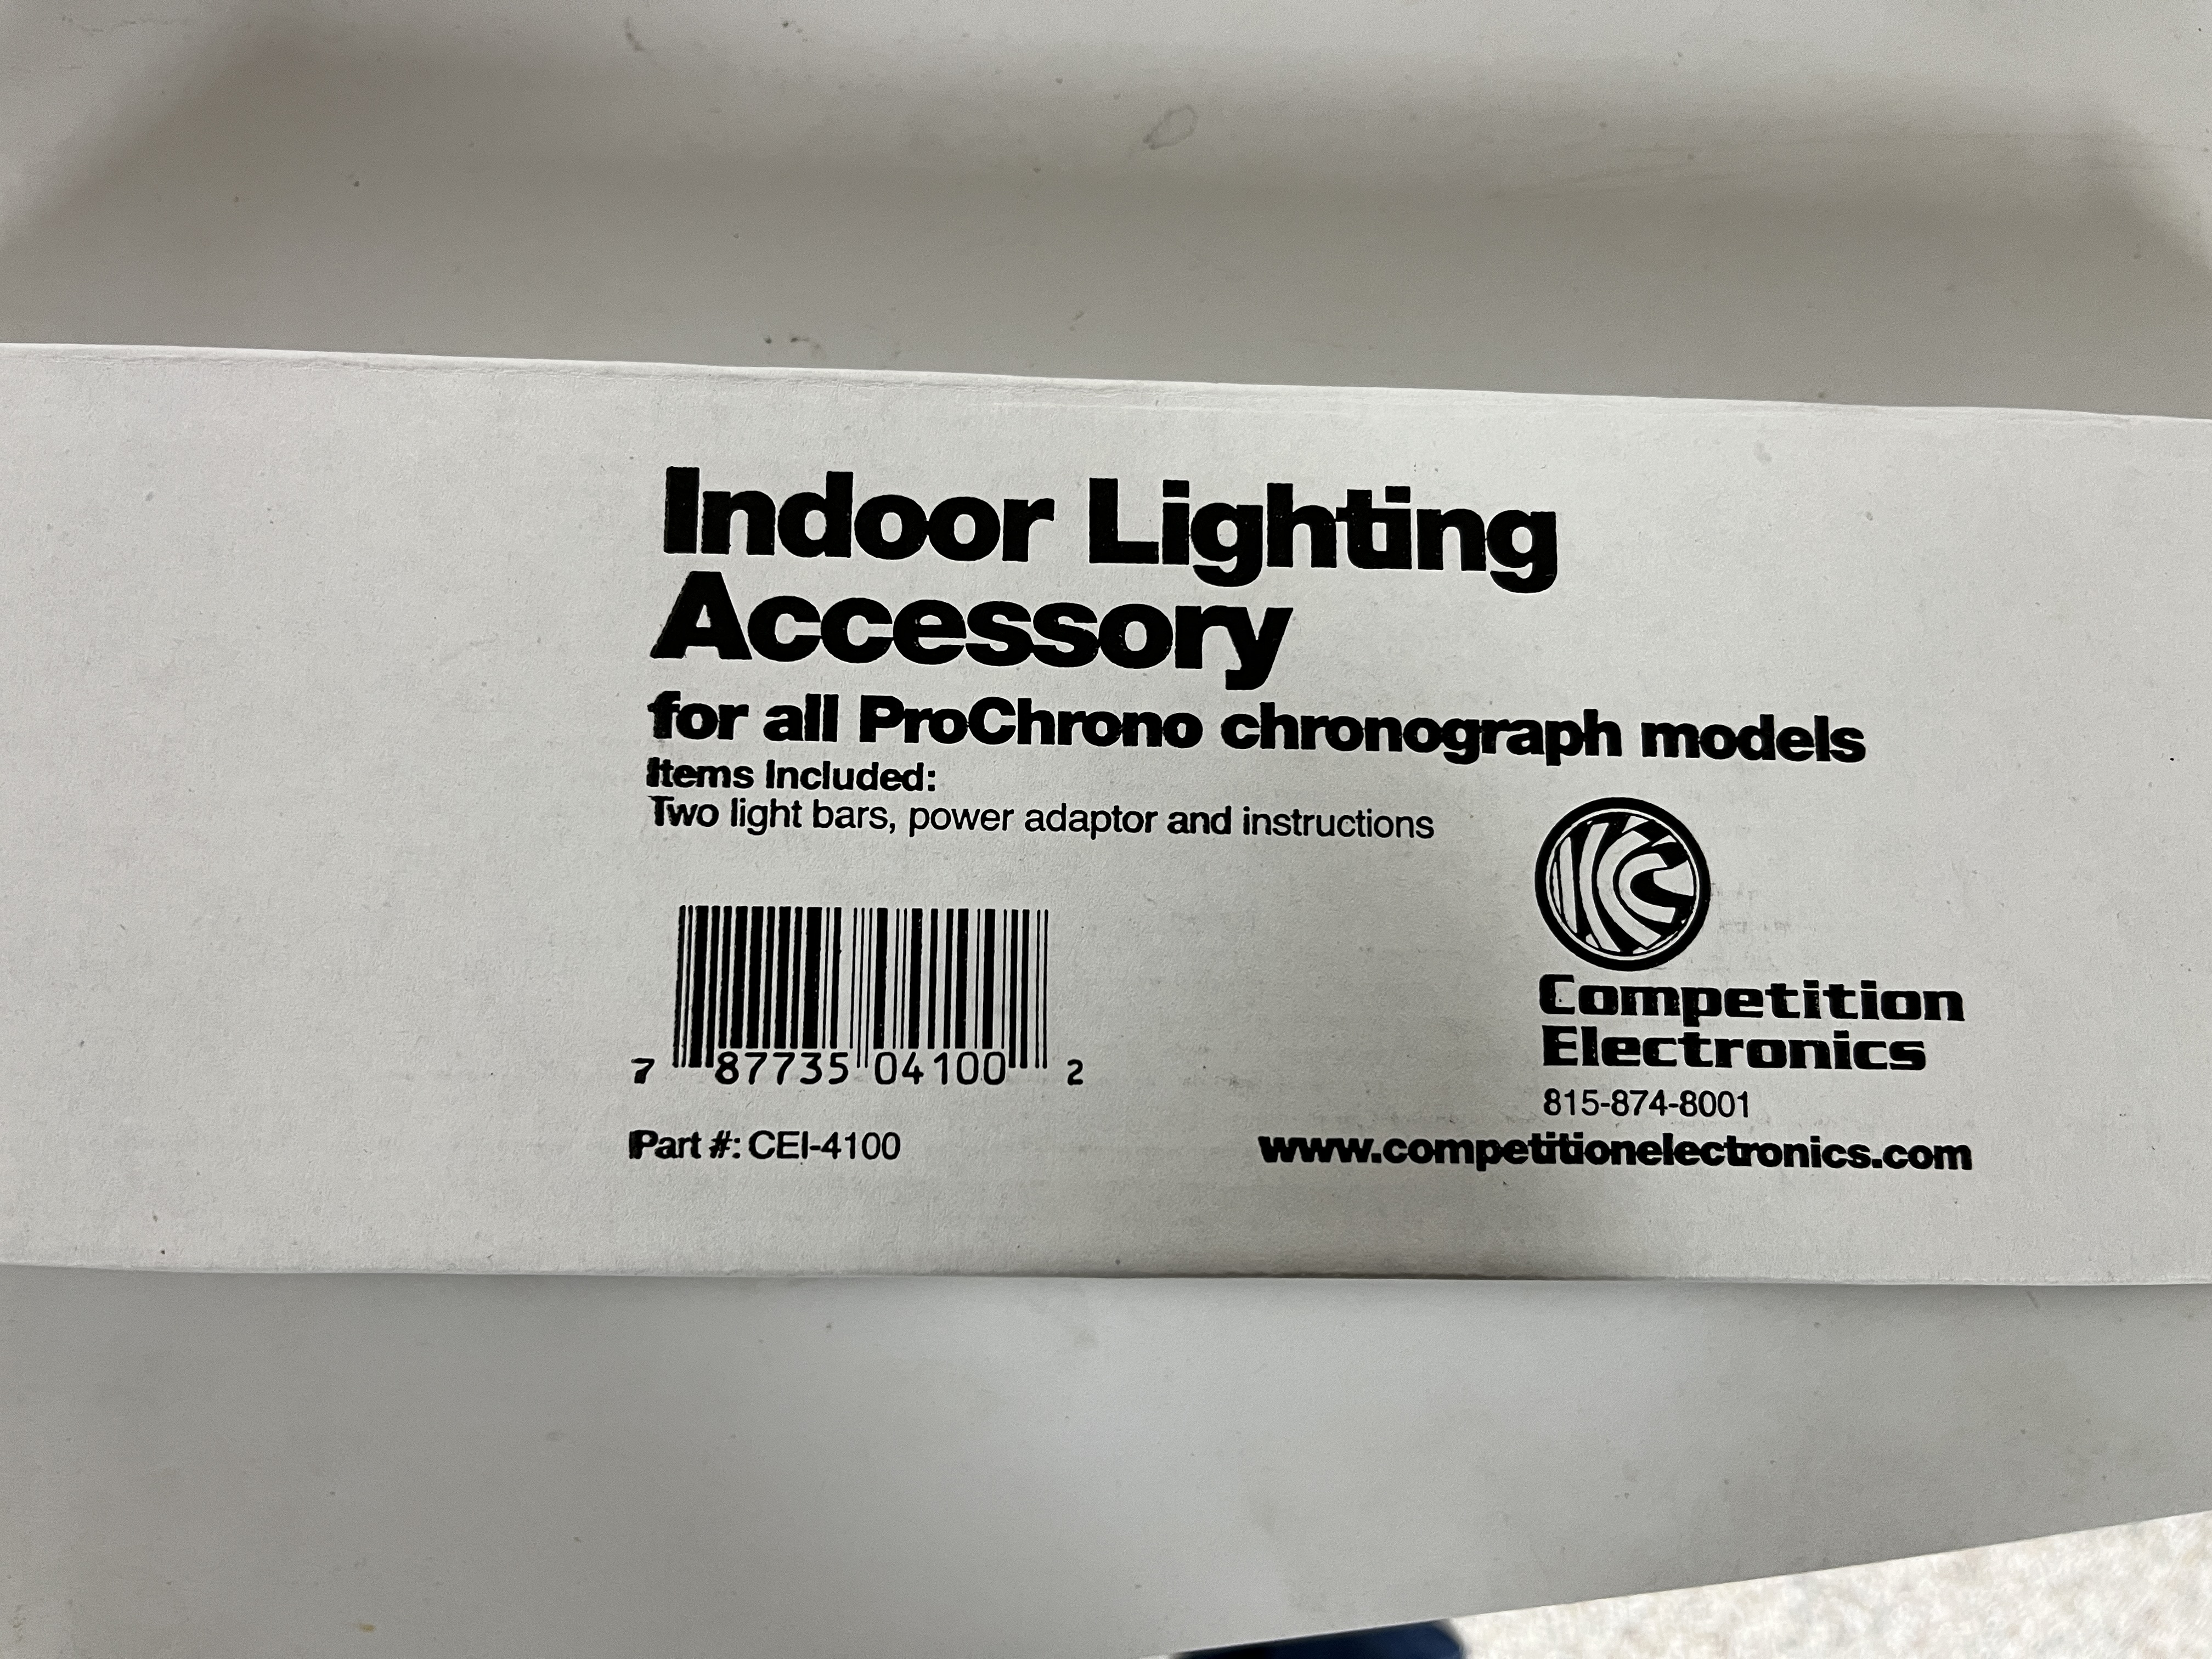 Indoor Lighting
Accessory
for all ProChrono chronograph models
Items Included:
Two light bars, power adaptor and instructions
Competition
Electronics
815-874-8001
www.competitionelectronics.com
7 87735 04100 2
Part #: CEI-4100